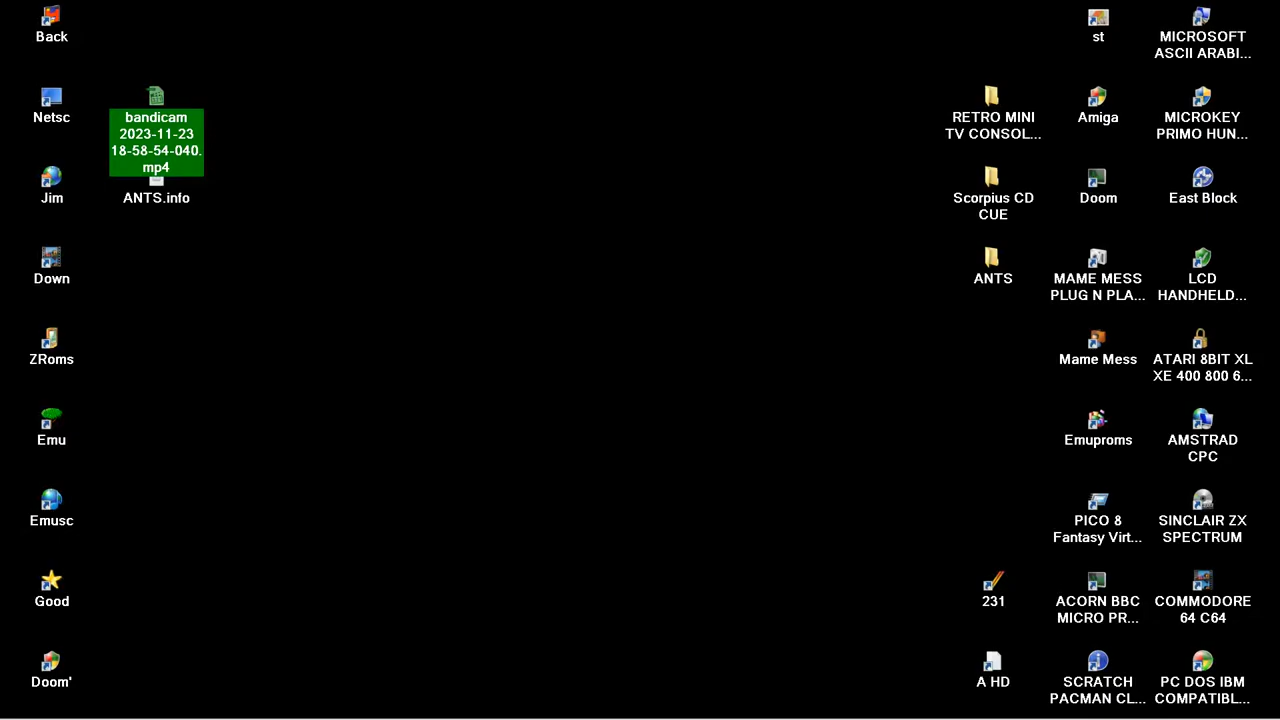 Back
Netsc
Jim
Down
ZRoms
Emu
Emusc
Good
Doom'
bandicam
2023-11-23
18-58-54-040.
mp4
ANTS.info
RETRO MINI
TV CONSOL...
Scorpius CD
CUE
ANTS
231
A HD
st
Amiga
Doom
MAME MESS
PLUG N PLA...
Mame Mess
Emuproms
PICO 8
Fantasy Virt...
ACORN BBC
MICRO PR...
SCRATCH
PACMAN CL...
MICROSOFT
ASCII ARABI...
MICROKEY
PRIMO HUN...
East Block
LCD
HANDHELD...
ATARI 8BIT XL
XE 400 800 6...
AMSTRAD
CPC
SINCLAIR ZX
SPECTRUM
COMMODORE
64 C64
PC DOS IBM
COMPATIBL...